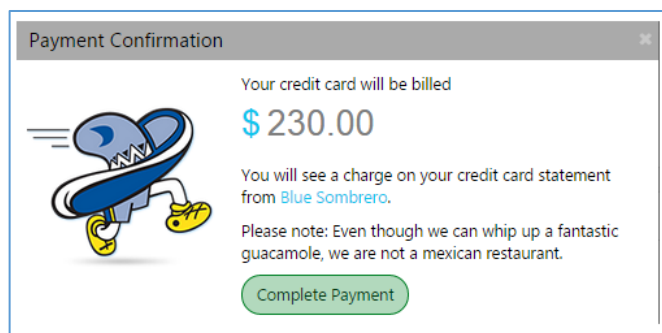 Payment Confirmation
Your credit card will be billed
$ 230.00
You will see a charge on your credit card statement
from Blue Sombrero.
Please note: Even though we can whip up a fantastic
guacamole, we are not a mexican restaurant.
Complete Payment